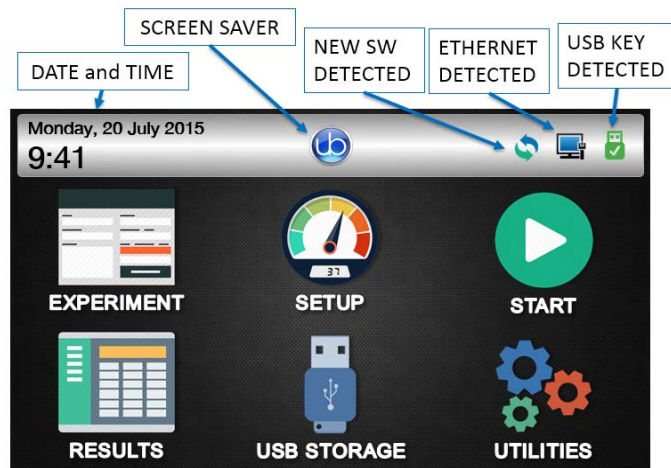 SCREEN SAVER
NEW SW
DETECTED
ETHERNET
DETECTED
USB KEY
DETECTED
DATE and TIME
Monday, 20 July 2015
9:41
ub
37
EXPERIMENT
SETUP
START
RESULTS
USB STORAGE
UTILITIES